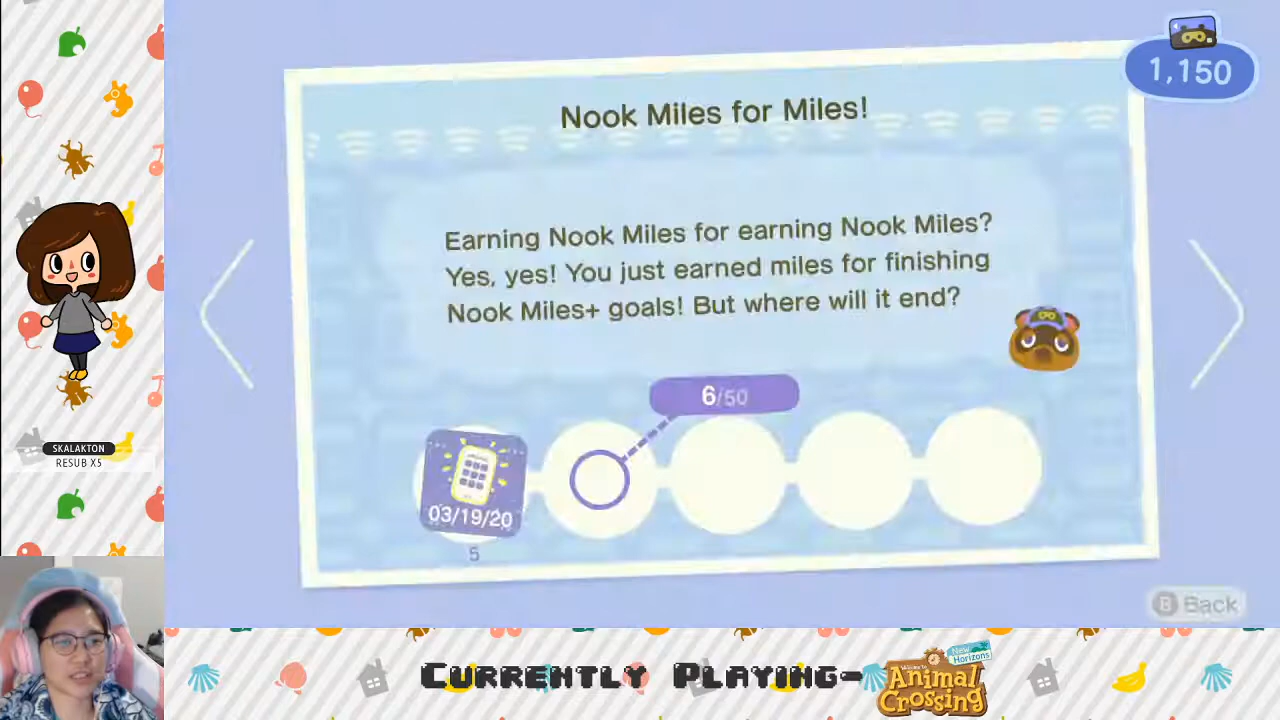 1,150
Nook Miles for Miles!
Earning Nook Miles for earning Nook Miles?
Yes, yes! You just earned miles for finishing
Nook Miles+ goals! But where will it end?
6/50
03/19/20
5
B Back
SKALAKTON
RESUB X5
CURRENTLY PLAYING-
Welcome to
Animal
Crossing
New
Horizons